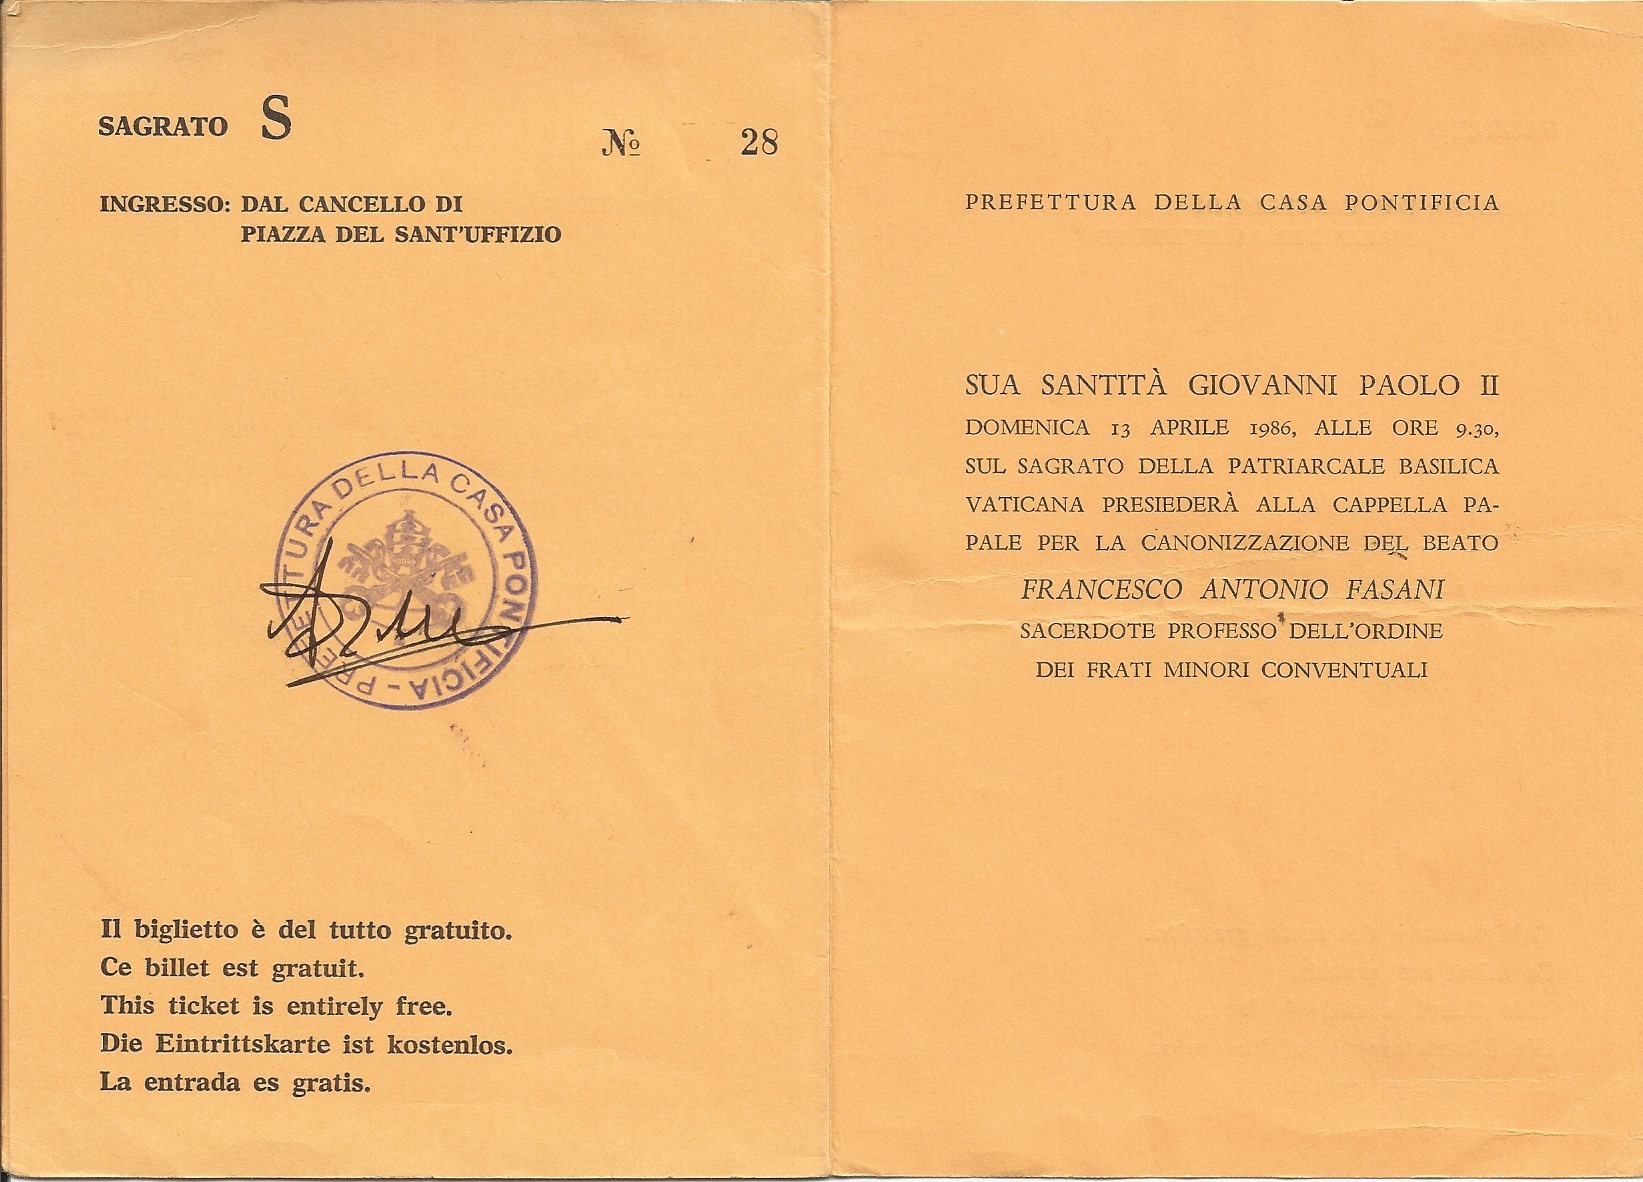 SAGRATO S
№ 28
INGRESSO: DAL CANCELLO DI
PIAZZA DEL SANT'UFFIZIO
PREFETTURA DELLA CASA PONTIFICIA -
Il biglietto è del tutto gratuito.
Ce billet est gratuit.
This ticket is entirely free.
Die Eintrittskarte ist kostenlos.
La entrada es gratis.
PREFETTURA DELLA CASA PONTIFICIA
SUA SANTITÀ GIOVANNI PAOLO II
DOMENICA 13 APRILE 1986, ALLE ORE 9.30,
SUL SAGRATO DELLA PATRIARCALE BASILICA
VATICANA PRESIEDERÀ ALLA CAPPELLA PA-
PALE PER LA CANONIZZAZIONE DEL BEATO
FRANCESCO ANTONIO FASANI
SACERDOTE PROFESSO DELL'ORDINE
DEI FRATI MINORI CONVENTUALI